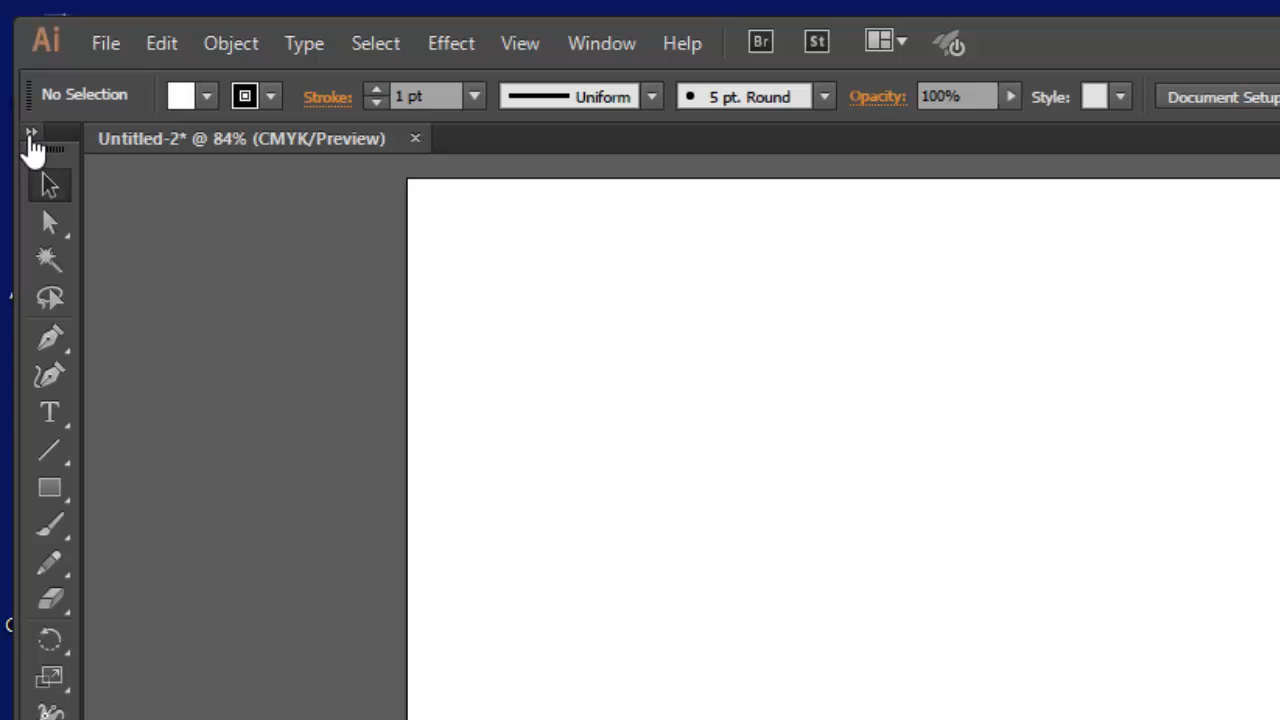 Ai File Edit Object Type Select Effect View Window Help Br St
No Selection Stroke: 1 pt Uniform 5 pt. Round Opacity: 100% Style: Document Setup
Untitled-2* @ 84% (CMYK/Preview) ×
T